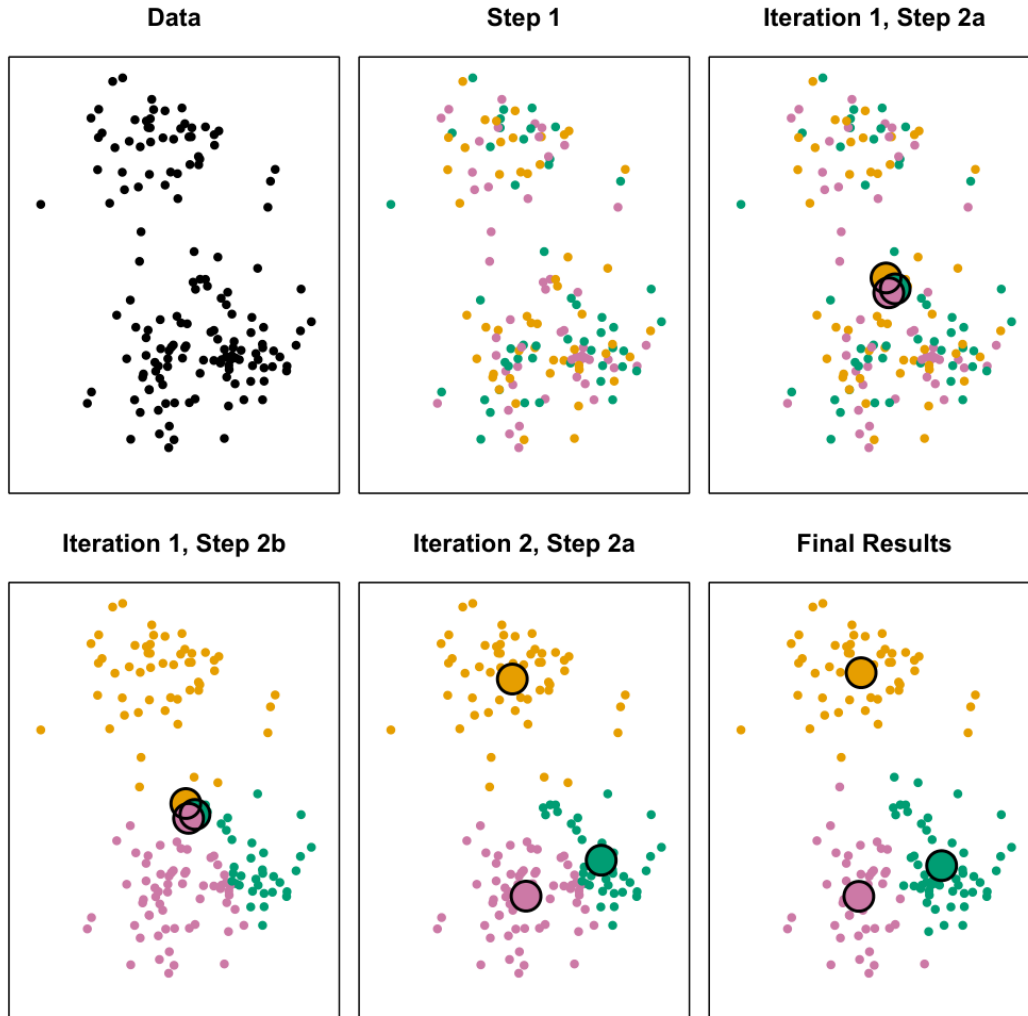 Data
Step 1
Iteration 1, Step 2a
Iteration 1, Step 2b
Iteration 2, Step 2a
Final Results